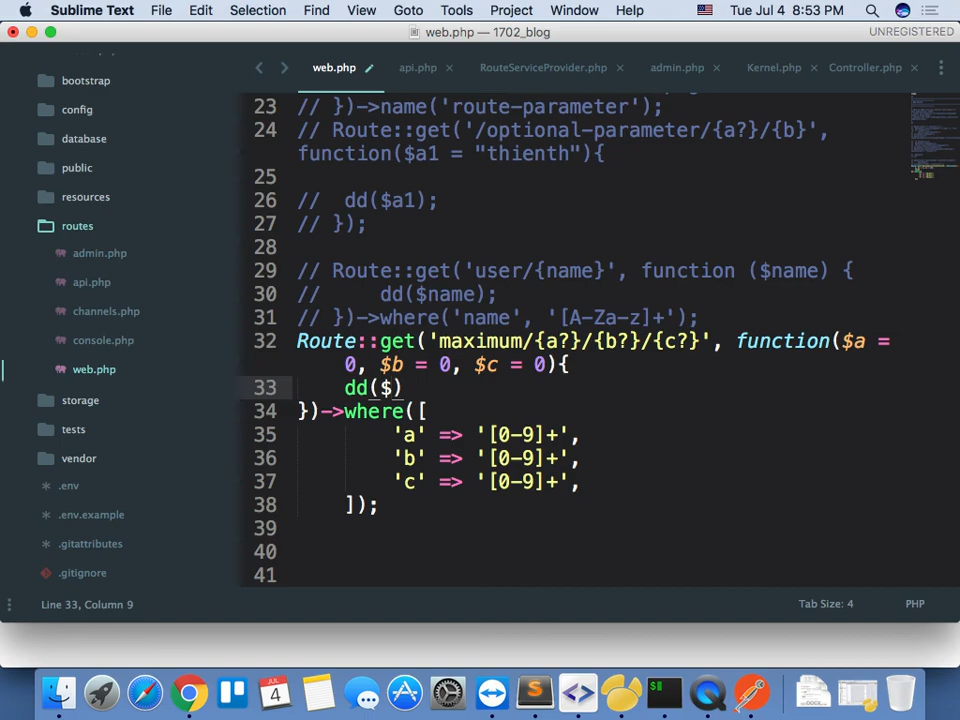 Sublime Text File Edit Selection Find View Goto Tools Project Window Help Tue Jul 4 8:53 PM
web.php — 1702_blog UNREGISTERED
web.php api.php RouteServiceProvider.php admin.php Kernel.php Controller.php
bootstrap
config
database
public
resources
routes
admin.php
api.php
channels.php
console.php
web.php
storage
tests
vendor
.env
.env.example
.gitattributes
.gitignore
23 // })->name('route-parameter');
24 // Route::get('/optional-parameter/{a?}/{b}',
function($a1 = "thienth"){
25
26 // dd($a1);
27 // });
28
29 // Route::get('user/{name}', function ($name) {
30 // dd($name);
31 // })->where('name', '[A-Za-z]+');
32 Route::get('maximum/{a?}/{b?}/{c?}', function($a =
0, $b = 0, $c = 0){
33 dd($)
34 })->where([
35 'a' => '[0-9]+',
36 'b' => '[0-9]+',
37 'c' => '[0-9]+',
38 ]);
39
40
41
Line 33, Column 9 Tab Size: 4 PHP
JUL
4